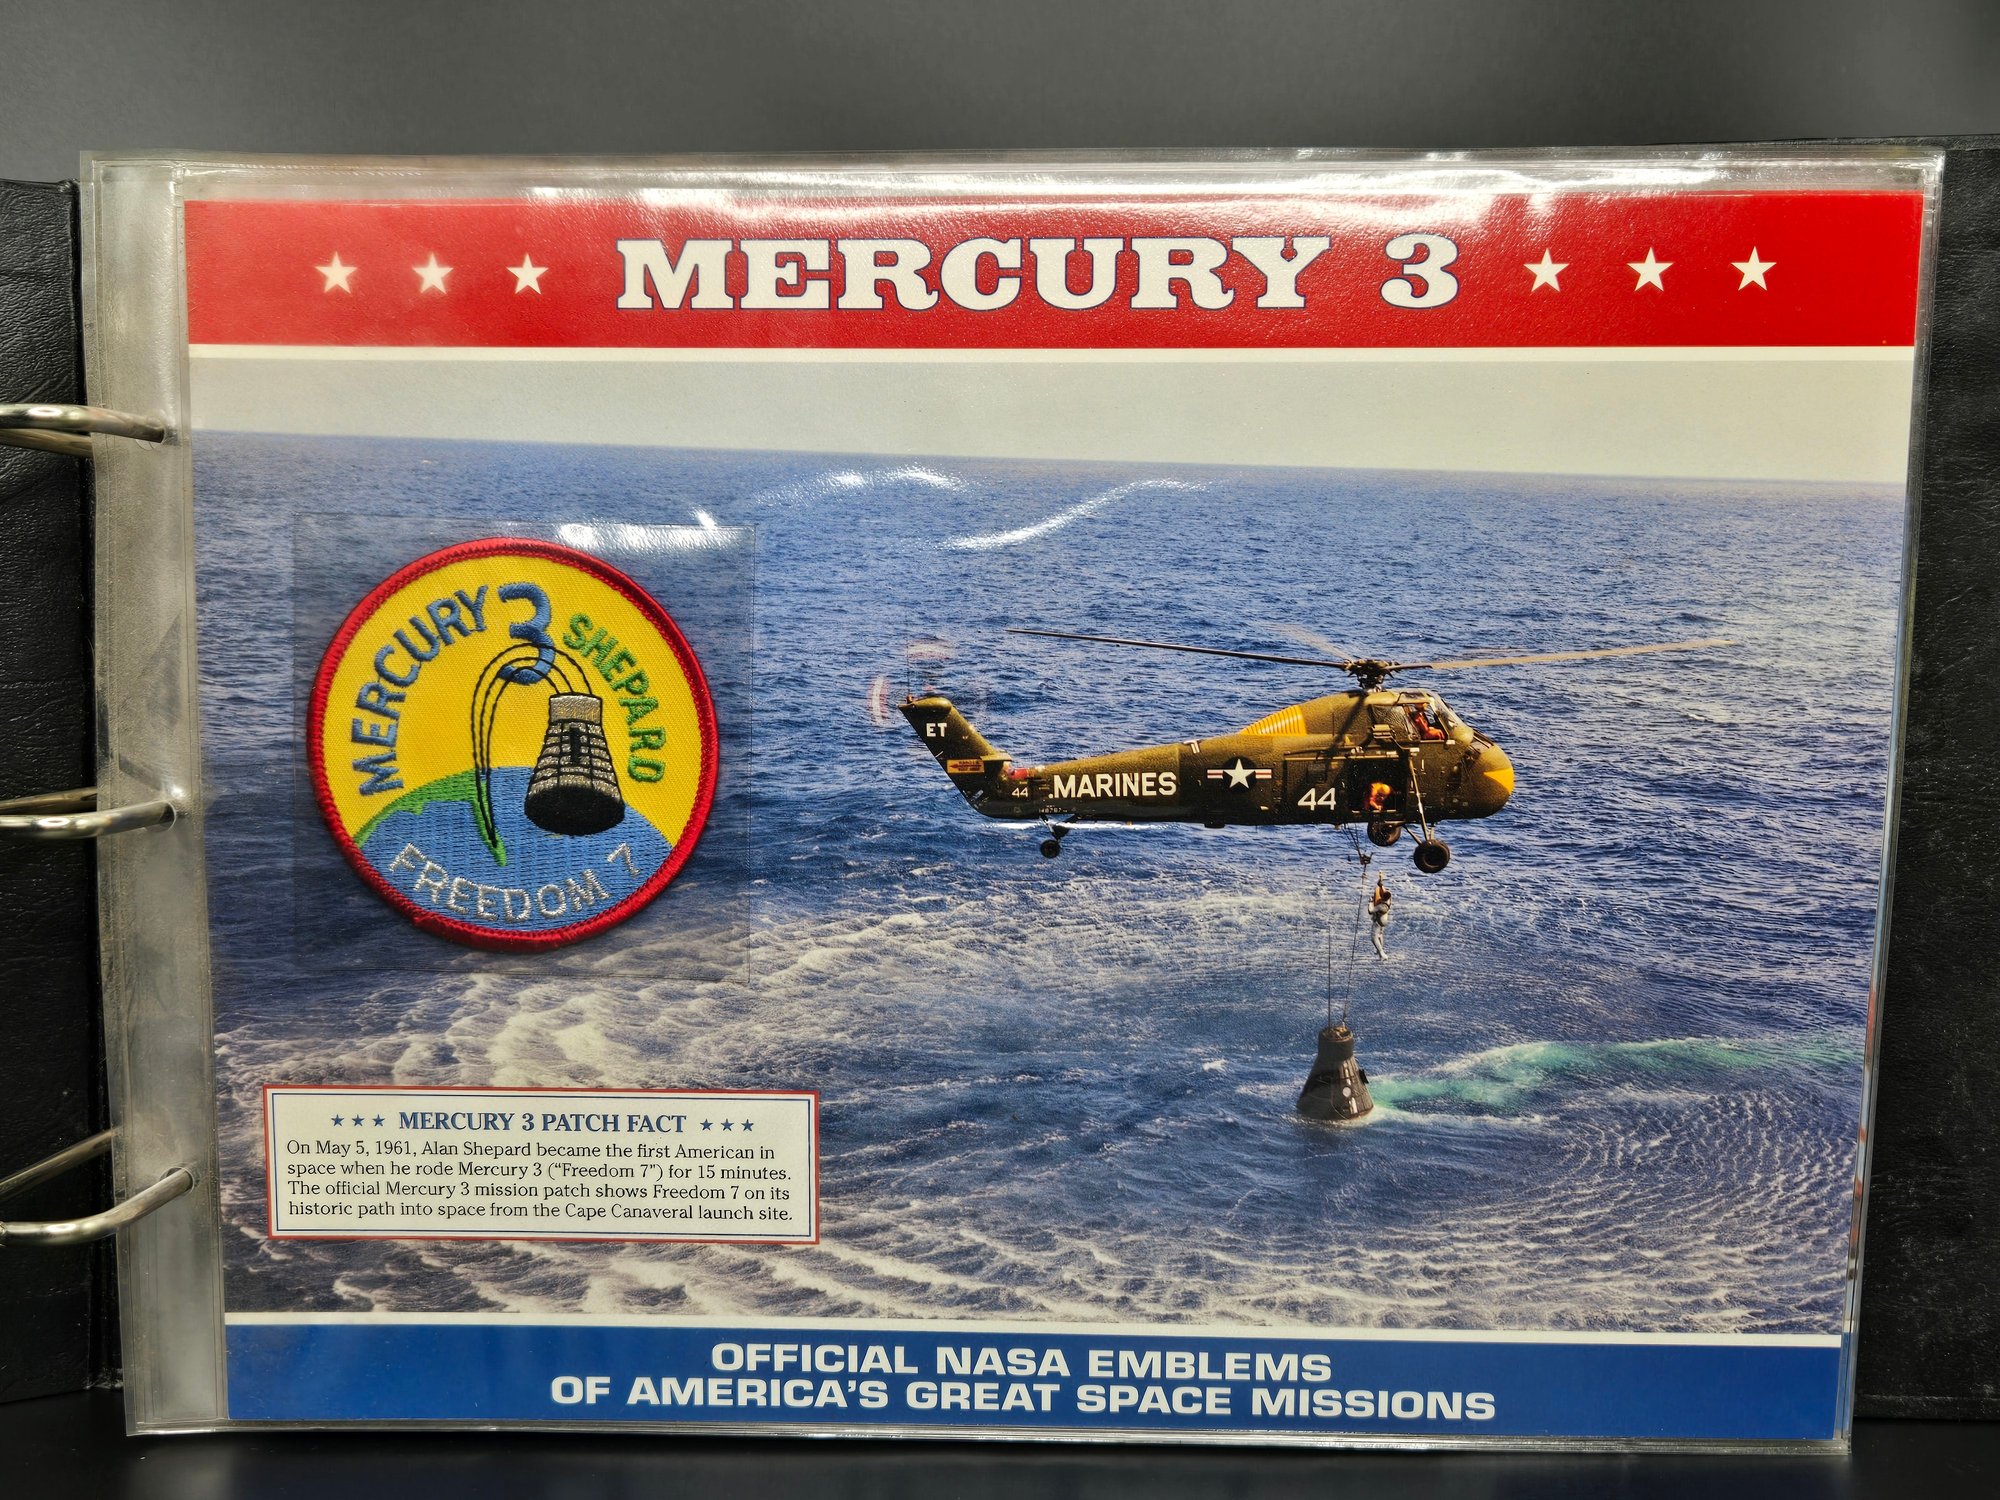 ★ ★ ★ MERCURY 3 ★ ★ ★
MERCURY 3 SHEPARD
FREEDOM 7
ET
44
.MARINES
44
★ ★ ★ MERCURY 3 PATCH FACT ★ ★ ★
On May 5, 1961, Alan Shepard became the first American in
space when he rode Mercury 3 ("Freedom 7") for 15 minutes.
The official Mercury 3 mission patch shows Freedom 7 on its
historic path into space from the Cape Canaveral launch site.
OFFICIAL NASA EMBLEMS
OF AMERICA'S GREAT SPACE MISSIONS